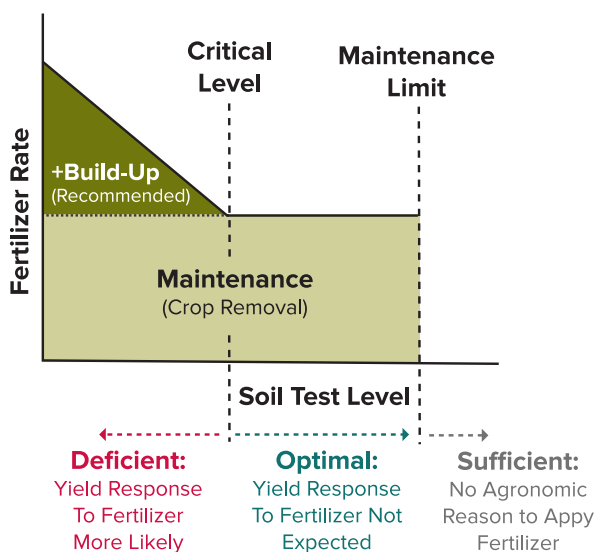 Critical
Level
Maintenance
Limit
Fertilizer Rate
+Build-Up
(Recommended)
Maintenance
(Crop Removal)
Soil Test Level
Deficient:
Yield Response
To Fertilizer
More Likely
Optimal:
Yield Response
To Fertilizer Not
Expected
Sufficient:
No Agronomic
Reason to Appy
Fertilizer